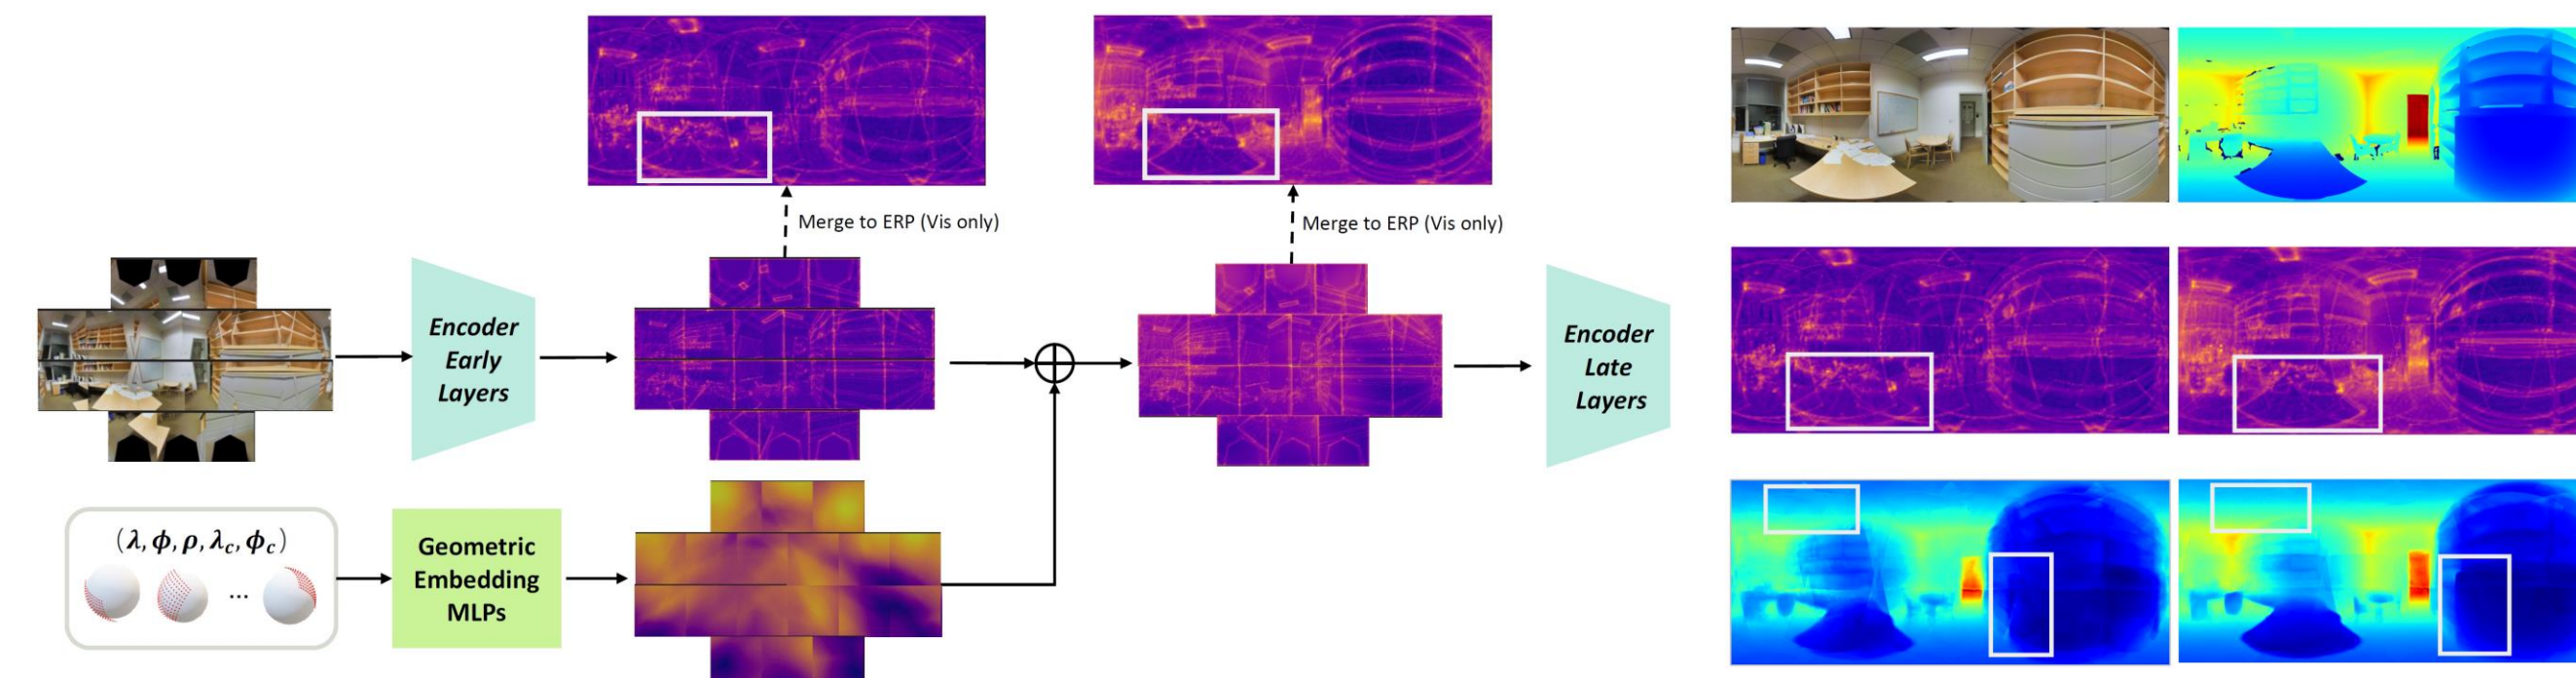 Merge to ERP (Vis only)
Merge to ERP (Vis only)
Encoder
Early
Layers
Encoder
Late
Layers
(λ, ϕ, ρ, λc, ϕc)
...
Geometric
Embedding
MLPs